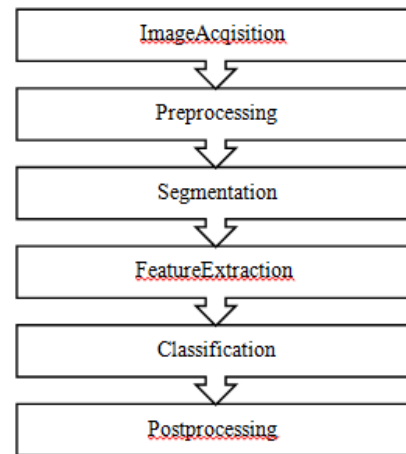 ImageAcqisition
Preprocessing
Segmentation
FeatureExtraction
Classification
Postprocessing